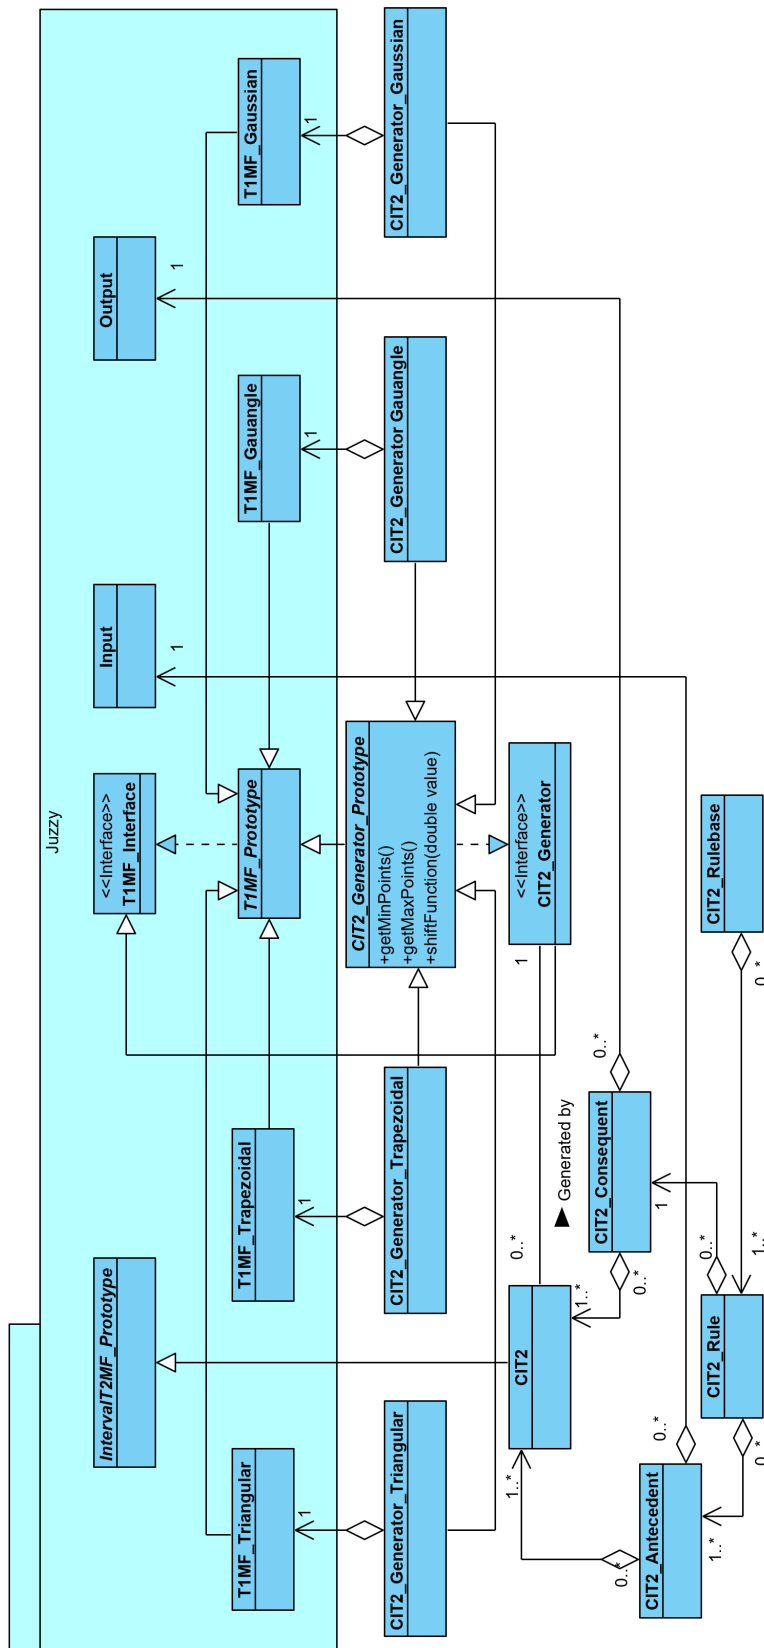 Juzzy
IntervalT2MF_Prototype
<<Interface>>
T1MF_Interface
Input
Output
1
1
T1MF_Triangular
T1MF_Trapezoidal
T1MF_Prototype
T1MF_Gauangle
T1MF_Gaussian
1
1
1
1
CIT2_Generator_Triangular
CIT2_Generator_Trapezoidal
CIT2_Generator_Prototype
+getMinPoints()
+getMaxPoints()
+shiftFunction(double value)
CIT2_Generator Gauangle
CIT2_Generator_Gaussian
1..*
CIT2
0..*
1
<<Interface>>
CIT2_Generator
Generated by
1..*
0..*
CIT2_Consequent
0..*
0..*
0..*
1
CIT2_Antecedent
0..*
1..*
0..*
CIT2_Rule
0..*
1..*
CIT2_Rulebase
0..*